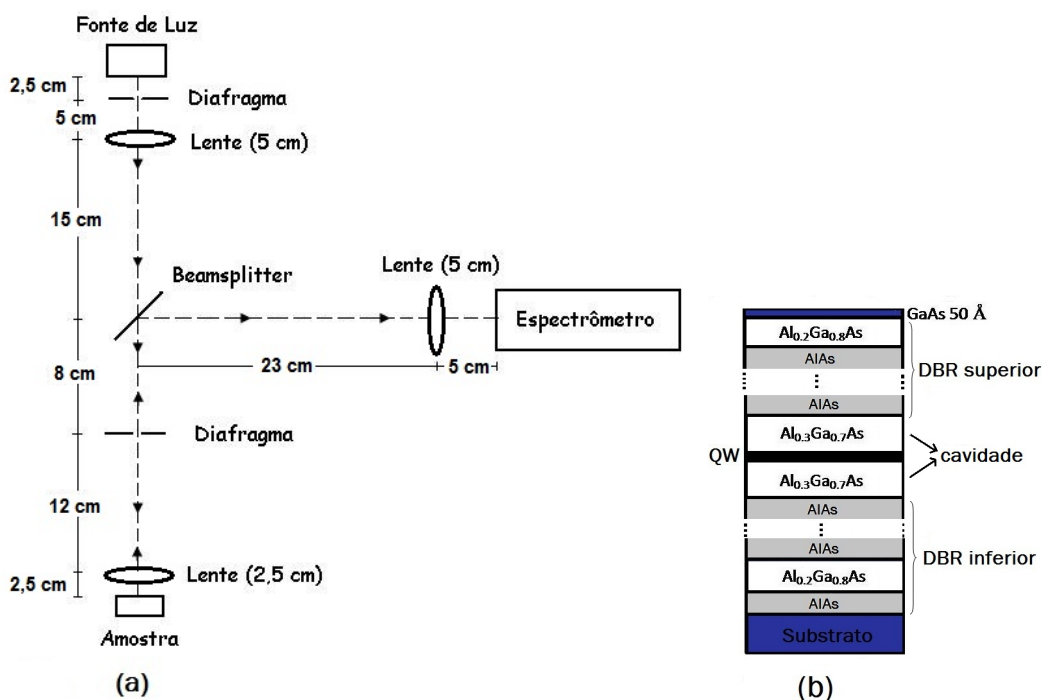 Fonte de Luz
2,5 cm
Diafragma
5 cm
Lente (5 cm)
15 cm
Beamsplitter
Lente (5 cm)
Espectrômetro
23 cm
5 cm
8 cm
Diafragma
12 cm
Lente (2,5 cm)
2,5 cm
Amostra
(a)
GaAs 50 Å
Al0.2Ga0.8As
AlAs
DBR superior
AlAs
Al0.3Ga0.7As
QW
cavidade
Al0.3Ga0.7As
AlAs
AlAs
DBR inferior
Al0.2Ga0.8As
AlAs
Substrato
(b)